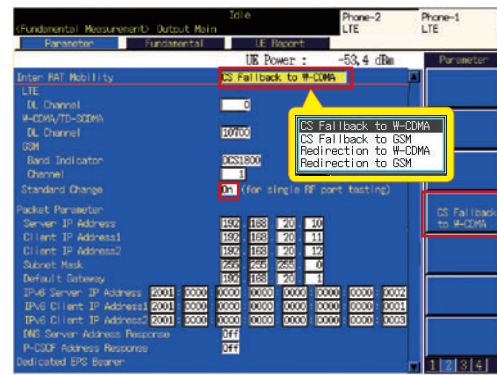 Idle
Phone-2
Phone-1
<Fundamental Measurement> Output Main
LTE
LTE
Parameter
Fundamental
UE Report
UE Power : -53.4 dBm
Parameter
Inter RAT Mobility
CS Fallback to W-CDMA
LTE
DL Channel 0
W-CDMA/TD-SCDMA
DL Channel 10700
GSM
Band Indicator DCS1800
Channel 1
Standard Change On (for single RF port testing)
CS Fallback to W-CDMA
CS Fallback to GSM
Redirection to W-CDMA
Redirection to GSM
CS Fallback
to W-CDMA
Packet Parameter
Server IP Address 192 168 20 10
Client IP Address1 192 168 20 11
Client IP Address2 192 168 20 12
Subnet Mask 255 255 255 0
Default Gateway 192 168 20 1
IPv6 Server IP Address 2001 : 0000 : 0000 : 0000 : 0000 : 0000 : 0000 : 0002
IPv6 Client IP Address1 2001 : 0000 : 0000 : 0000 : 0000 : 0000 : 0000 : 0001
IPv6 Client IP Address2 2001 : 0000 : 0000 : 0000 : 0000 : 0000 : 0000 : 0003
DNS Server Address Response Off
P-CSCF Address Response Off
Dedicated EPS Bearer
1 2 3 4